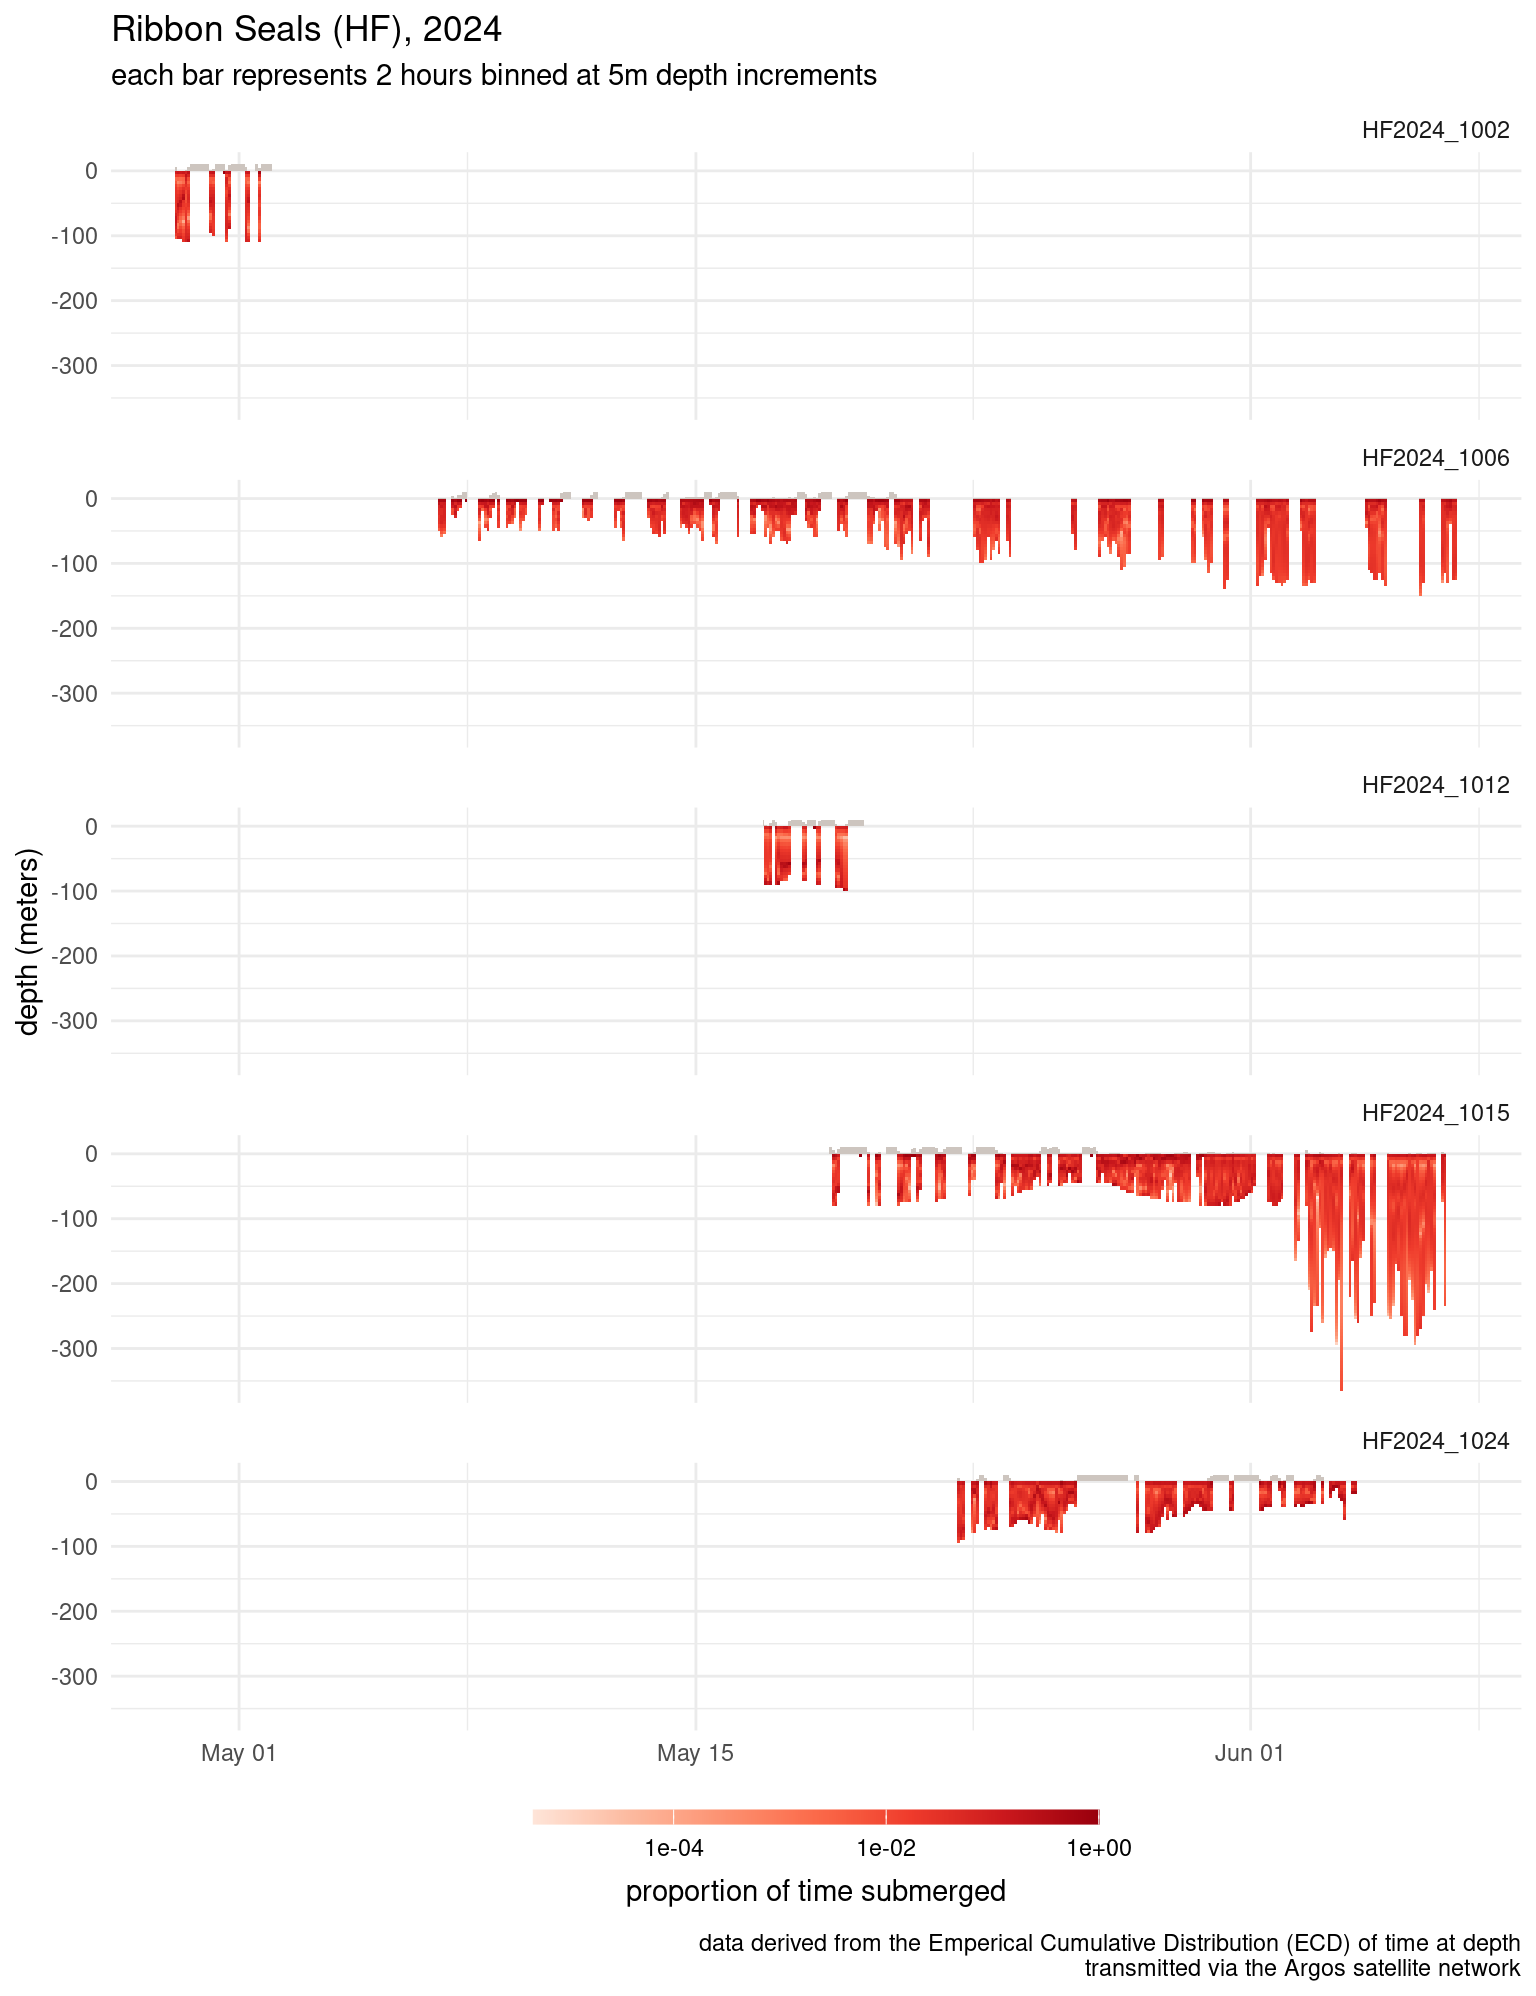 Ribbon Seals (HF), 2024
each bar represents 2 hours binned at 5m depth increments
HF2024_1002
0
-100
-200
-300
HF2024_1006
0
-100
-200
-300
HF2024_1012
0
-100
-200
-300
depth (meters)
HF2024_1015
0
-100
-200
-300
HF2024_1024
0
-100
-200
-300
May 01
May 15
Jun 01
1e-04
1e-02
1e+00
proportion of time submerged
data derived from the Emperical Cumulative Distribution (ECD) of time at depth
transmitted via the Argos satellite network